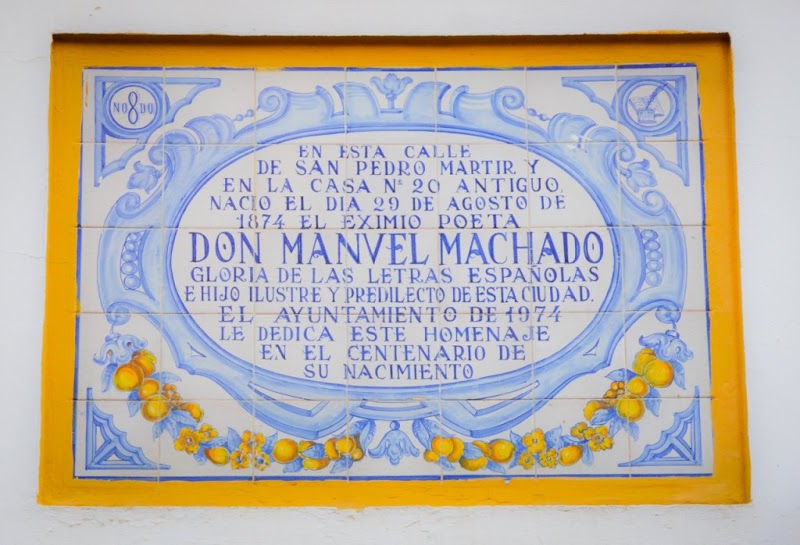 NO8DO
EN ESTA CALLE
DE SAN PEDRO MARTIR Y
EN LA CASA Nº 20 ANTIGUO,
NACIO EL DIA 29 DE AGOSTO DE
1874 EL EXIMIO POETA
DON MANVEL MACHADO
GLORIA DE LAS LETRAS ESPAÑOLAS
E HIJO ILUSTRE Y PREDILECTO DE ESTA CIUDAD.
EL AYUNTAMIENTO DE 1974
LE DEDICA ESTE HOMENAJE
EN EL CENTENARIO DE
SU NACIMIENTO